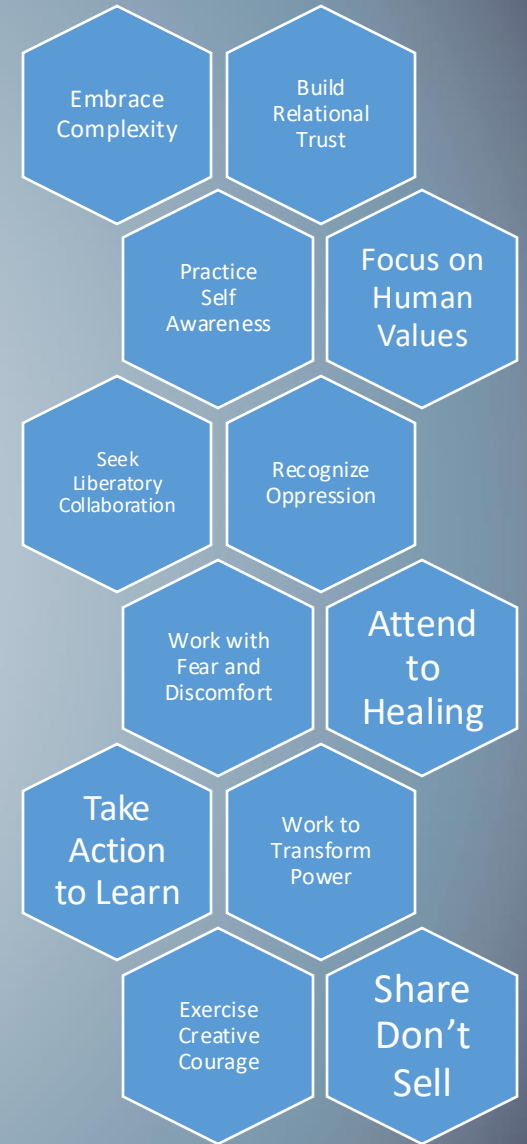 Embrace
Complexity
Build
Relational
Trust
Practice
Self
Awareness
Focus on
Human
Values
Seek
Liberatory
Collaboration
Recognize
Oppression
Work with
Fear and
Discomfort
Attend
to
Healing
Take
Action
to Learn
Work to
Transform
Power
Exercise
Creative
Courage
Share
Don’t
Sell